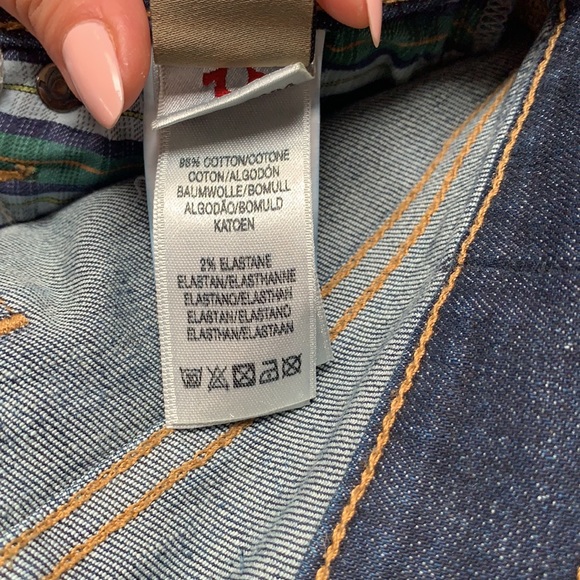 98% COTTON/COTONE
COTON/ALGODÓN
BAUMWOLLE/BOMULL
ALGODÃO/BOMULD
KATOEN
2% ELASTANE
ELASTAN/ELASTHANNE
ELASTANO/ELASTHAN
ELASTAN/ELASTANO
ELASTHAN/ELASTAAN